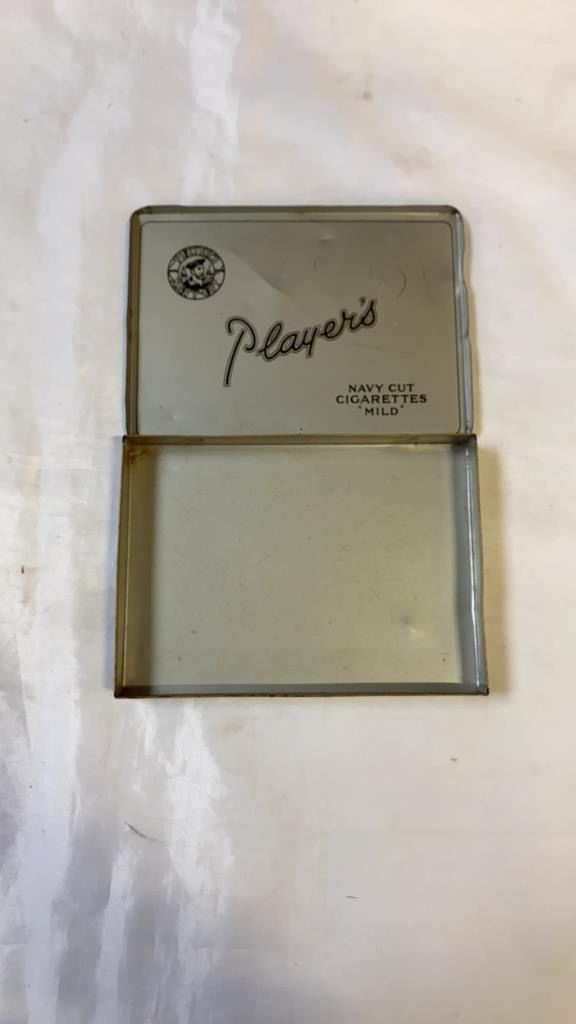 Player's
NAVY CUT
CIGARETTES
"MILD"